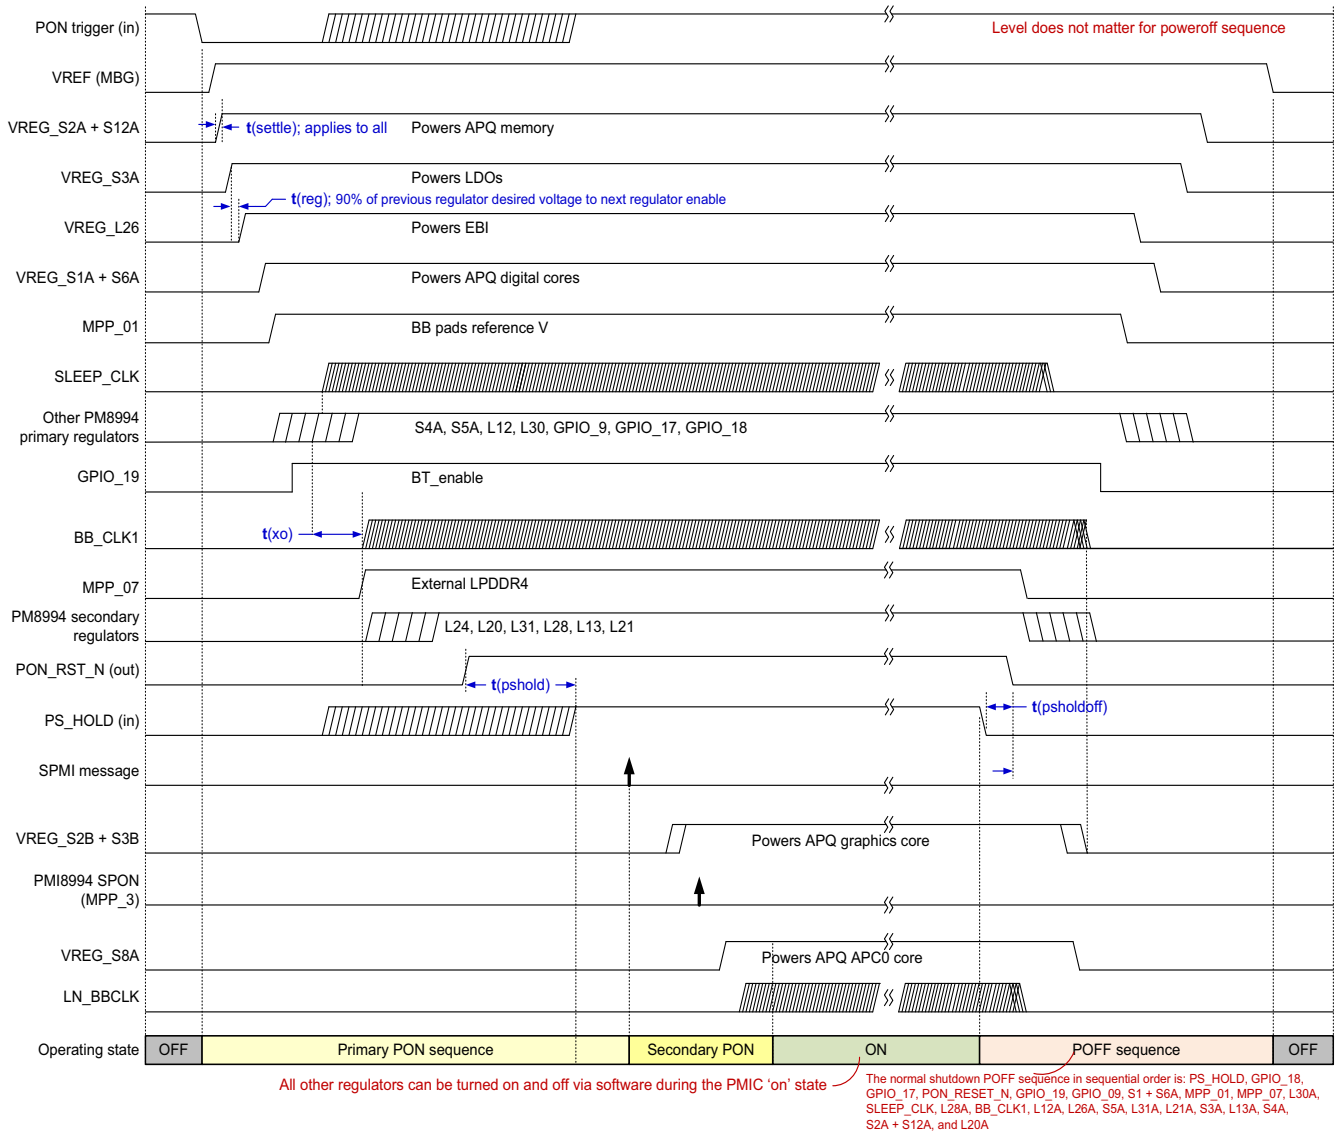 PON trigger (in)
Level does not matter for poweroff sequence
VREF (MBG)
VREG_S2A + S12A
t(settle); applies to all
Powers APQ memory
VREG_S3A
Powers LDOs
t(reg); 90% of previous regulator desired voltage to next regulator enable
VREG_L26
Powers EBI
VREG_S1A + S6A
Powers APQ digital cores
MPP_01
BB pads reference V
SLEEP_CLK
Other PM8994
primary regulators
S4A, S5A, L12, L30, GPIO_9, GPIO_17, GPIO_18
GPIO_19
BT_enable
BB_CLK1
t(xo)
MPP_07
External LPDDR4
PM8994 secondary
regulators
L24, L20, L31, L28, L13, L21
PON_RST_N (out)
t(pshold)
PS_HOLD (in)
t(psholdoff)
SPMI message
VREG_S2B + S3B
Powers APQ graphics core
PMI8994 SPON
(MPP_3)
VREG_S8A
Powers APQ APC0 core
LN_BBCLK
Operating state
OFF
Primary PON sequence
Secondary PON
ON
POFF sequence
OFF
All other regulators can be turned on and off via software during the PMIC ‘on’ state
The normal shutdown POFF sequence in sequential order is: PS_HOLD, GPIO_18,
GPIO_17, PON_RESET_N, GPIO_19, GPIO_09, S1 + S6A, MPP_01, MPP_07, L30A,
SLEEP_CLK, L28A, BB_CLK1, L12A, L26A, S5A, L31A, L21A, S3A, L13A, S4A,
S2A + S12A, and L20A